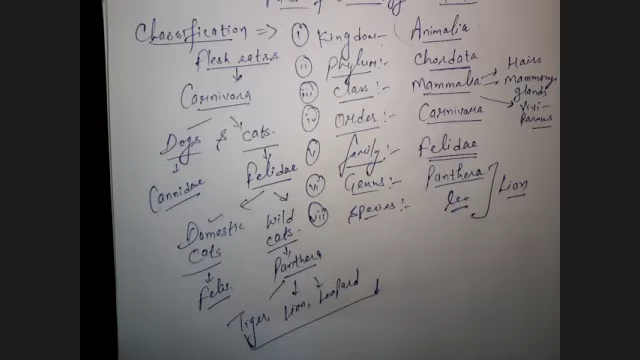 Classification => i Kingdom:- Animalia
Flesh eaters
Carnivora
Dogs & Cats.
Cannidae Felidae
Domestic Cats Wild cats.
Felis. Panthera
Tiger, Lion, Leopard
ii Phylum:- Chordata
iii Class:- Mammalia Hairs
Mammary glands
Vivi-
Parous
iv Order:- Carnivora
v family:- Felidae
vi Genus:- Panthera
vii species:- leo
Lion